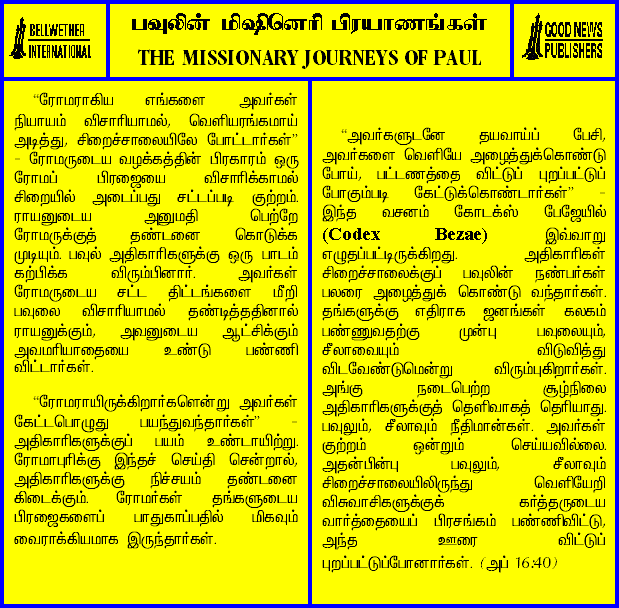 BELLWETHER
INTERNATIONAL
பவுலின் மிஷினெரி பிரயாணங்கள்
THE MISSIONARY JOURNEYS OF PAUL
GOOD NEWS
PUBLISHERS
“ரோமராகிய எங்களை அவர்கள்
நியாயம் விசாரியாமல், வெளியரங்கமாய்
அடித்து, சிறைச்சாலையிலே போட்டார்கள்”
- ரோமருடைய வழக்கத்தின் பிரகாரம் ஒரு
ரோமப் பிரஜையை விசாரிக்காமல்
சிறையில் அடைப்பது சட்டப்படி குற்றம்.
ராயனுடைய அனுமதி பெற்றே
ரோமருக்குத் தண்டனை கொடுக்க
முடியும். பவுல் அதிகாரிகளுக்கு ஒரு பாடம்
கற்பிக்க விரும்பினார். அவர்கள்
ரோமருடைய சட்ட திட்டங்களை மீறி
பவுலை விசாரியாமல் தண்டித்ததினால்
ராயனுக்கும், அவனுடைய ஆட்சிக்கும்
அவமரியாதையை உண்டு பண்ணி
விட்டார்கள்.
“ரோமராயிருக்கிறார்களென்று அவர்கள்
கேட்டபொழுது பயந்துவந்தார்கள்” -
அதிகாரிகளுக்குப் பயம் உண்டாயிற்று.
ரோமாபுரிக்கு இந்தச் செய்தி சென்றால்,
அதிகாரிகளுக்கு நிச்சயம் தண்டனை
கிடைக்கும். ரோமர்கள் தங்களுடைய
பிரஜைகளைப் பாதுகாப்பதில் மிகவும்
வைராக்கியமாக இருந்தார்கள்.
“அவர்களுடனே தயவாய்ப் பேசி,
அவர்களை வெளியே அழைத்துக்கொண்டு
போய், பட்டணத்தை விட்டுப் புறப்பட்டுப்
போகும்படி கேட்டுக்கொண்டார்கள்” -
இந்த வசனம் கோடக்ஸ் பேஜேயில்
(Codex Bezae) இவ்வாறு
எழுதப்பட்டிருக்கிறது. அதிகாரிகள்
சிறைச்சாலைக்குப் பவுலின் நண்பர்கள்
பலரை அழைத்துக் கொண்டு வந்தார்கள்.
தங்களுக்கு எதிராக ஜனங்கள் கலகம்
பண்ணுவதற்கு முன்பு பவுலையும்,
சீலாவையும் விடுவித்து
விடவேண்டுமென்று விரும்புகிறார்கள்.
அங்கு நடைபெற்ற சூழ்நிலை
அதிகாரிகளுக்குத் தெளிவாகத் தெரியாது.
பவுலும், சீலாவும் நீதிமான்கள். அவர்கள்
குற்றம் ஒன்றும் செய்யவில்லை.
அதன்பின்பு பவுலும், சீலாவும்
சிறைச்சாலையிலிருந்து வெளியேறி
விசுவாசிகளுக்குக் கர்த்தருடைய
வார்த்தையைப் பிரசங்கம் பண்ணிவிட்டு,
அந்த ஊரை விட்டுப்
புறப்பட்டுப்போனார்கள். (அப் 16:40)